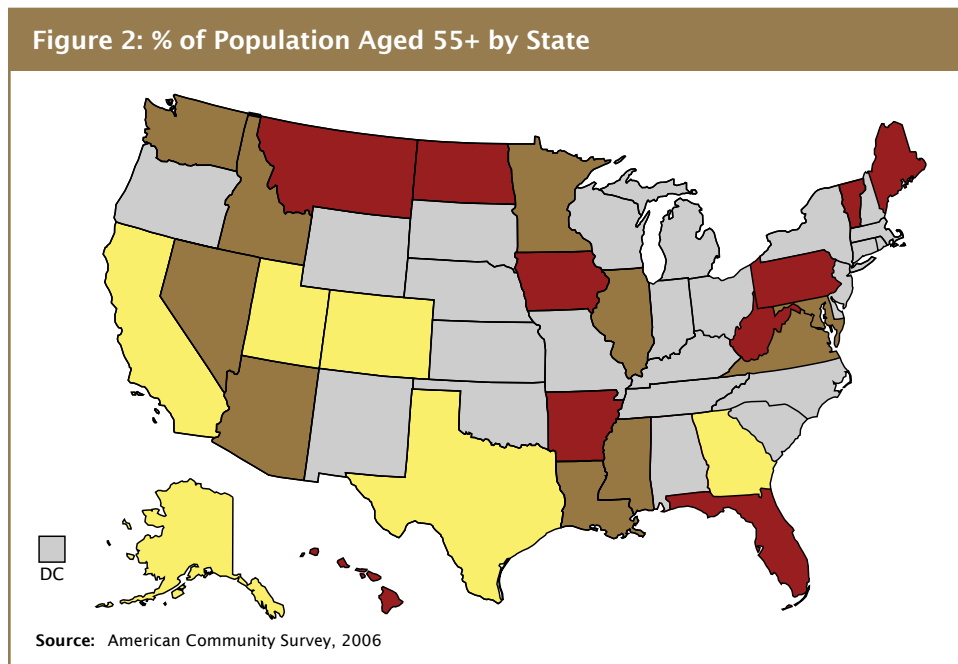 Figure 2: % of Population Aged 55+ by State
DC
Source: American Community Survey, 2006